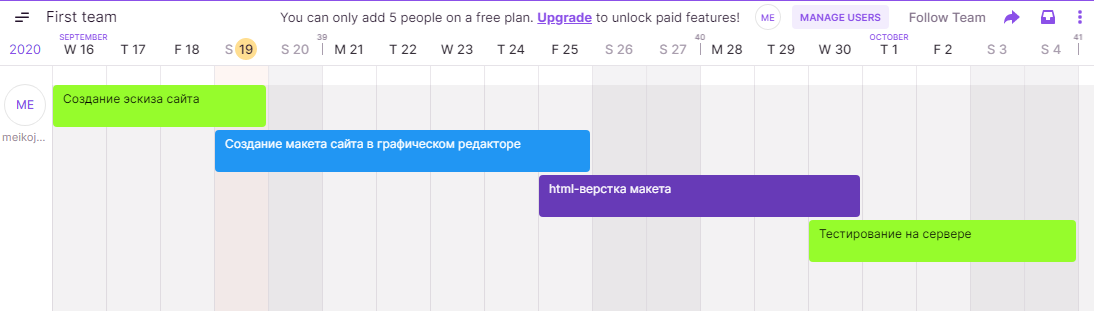 First team
You can only add 5 people on a free plan. Upgrade to unlock paid features!
ME
MANAGE USERS
Follow Team
SEPTEMBER 39 40 OCTOBER 41
2020 W 16 T 17 F 18 S 19 S 20 M 21 T 22 W 23 T 24 F 25 S 26 S 27 M 28 T 29 W 30 T 1 F 2 S 3 S 4
ME
meikoj...
Создание эскиза сайта
Создание макета сайта в графическом редакторе
html-верстка макета
Тестирование на сервере